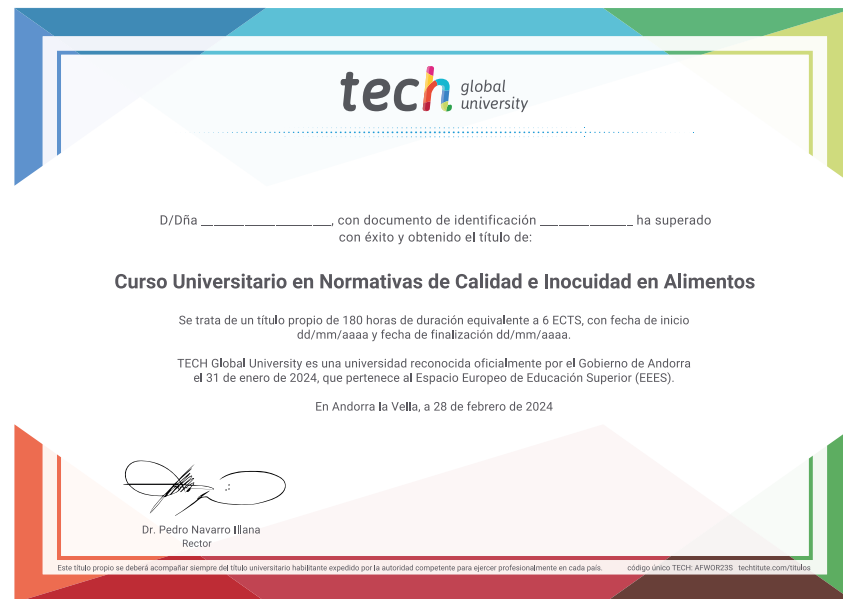 tech global university
D/Dña ____________________, con documento de identificación ______________ ha superado
con éxito y obtenido el título de:
Curso Universitario en Normativas de Calidad e Inocuidad en Alimentos
Se trata de un título propio de 180 horas de duración equivalente a 6 ECTS, con fecha de inicio
dd/mm/aaaa y fecha de finalización dd/mm/aaaa.
TECH Global University es una universidad reconocida oficialmente por el Gobierno de Andorra
el 31 de enero de 2024, que pertenece al Espacio Europeo de Educación Superior (EEES).
En Andorra la Vella, a 28 de febrero de 2024
Dr. Pedro Navarro Illana
Rector
Este título propio se deberá acompañar siempre del título universitario habilitante expedido por la autoridad competente para ejercer profesionalmente en cada país. código único TECH: AFWOR23S techtitute.com/titulos